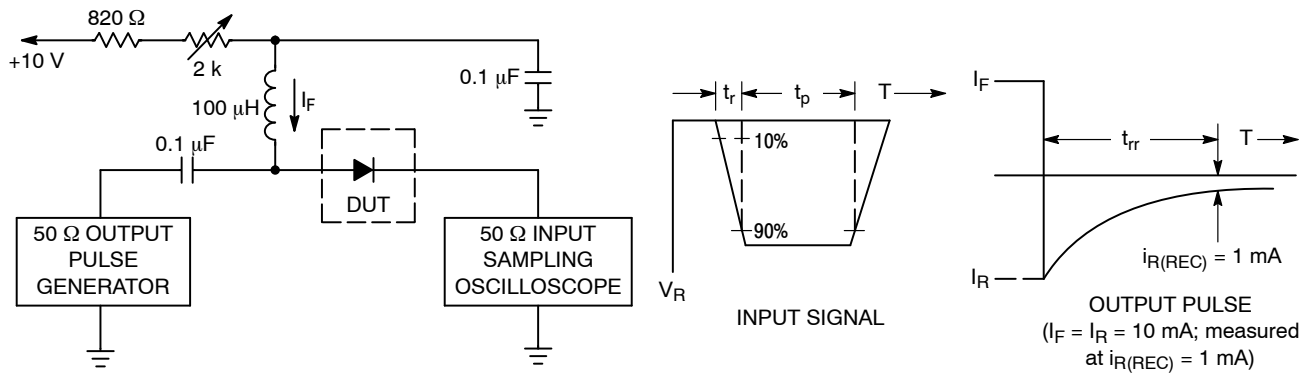 820 Ω
+10 V
2 k
100 μH
I_F
0.1 μF
0.1 μF
DUT
50 Ω OUTPUT
PULSE
GENERATOR
50 Ω INPUT
SAMPLING
OSCILLOSCOPE
t_r
t_p
T
10%
90%
V_R
INPUT SIGNAL
I_F
t_rr
T
I_R
i_R(REC) = 1 mA
OUTPUT PULSE
(I_F = I_R = 10 mA; measured
at i_R(REC) = 1 mA)